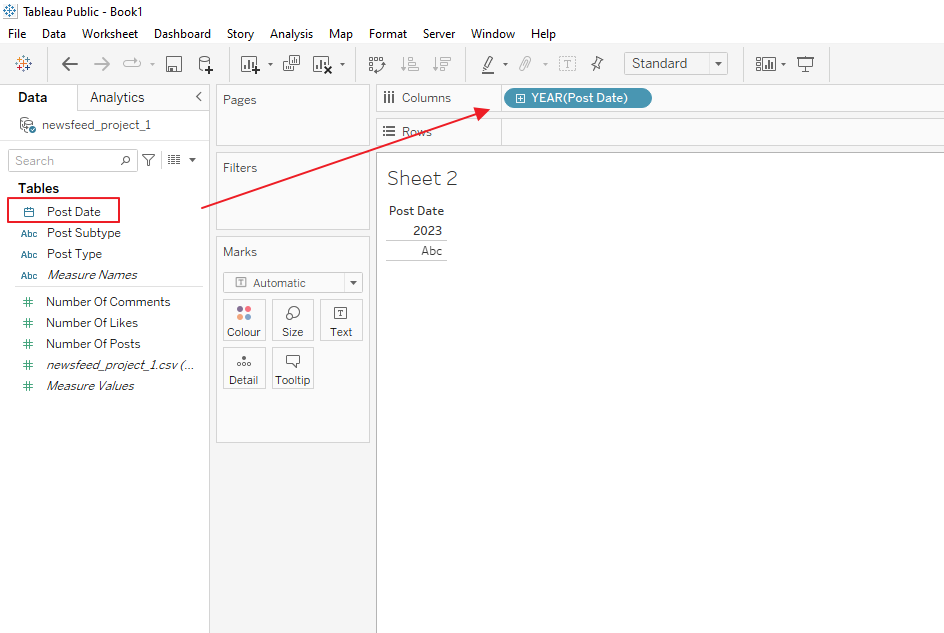 Tableau Public - Book1
File Data Worksheet Dashboard Story Analysis Map Format Server Window Help
Standard
Data Analytics
newsfeed_project_1
Search
Tables
Post Date
Abc Post Subtype
Abc Post Type
Abc Measure Names
Number Of Comments
Number Of Likes
Number Of Posts
newsfeed_project_1.csv (...
Measure Values
Pages
Filters
Marks
T Automatic
Colour Size T Text
Detail Tooltip
Columns YEAR(Post Date)
Rows
Sheet 2
Post Date
2023
Abc